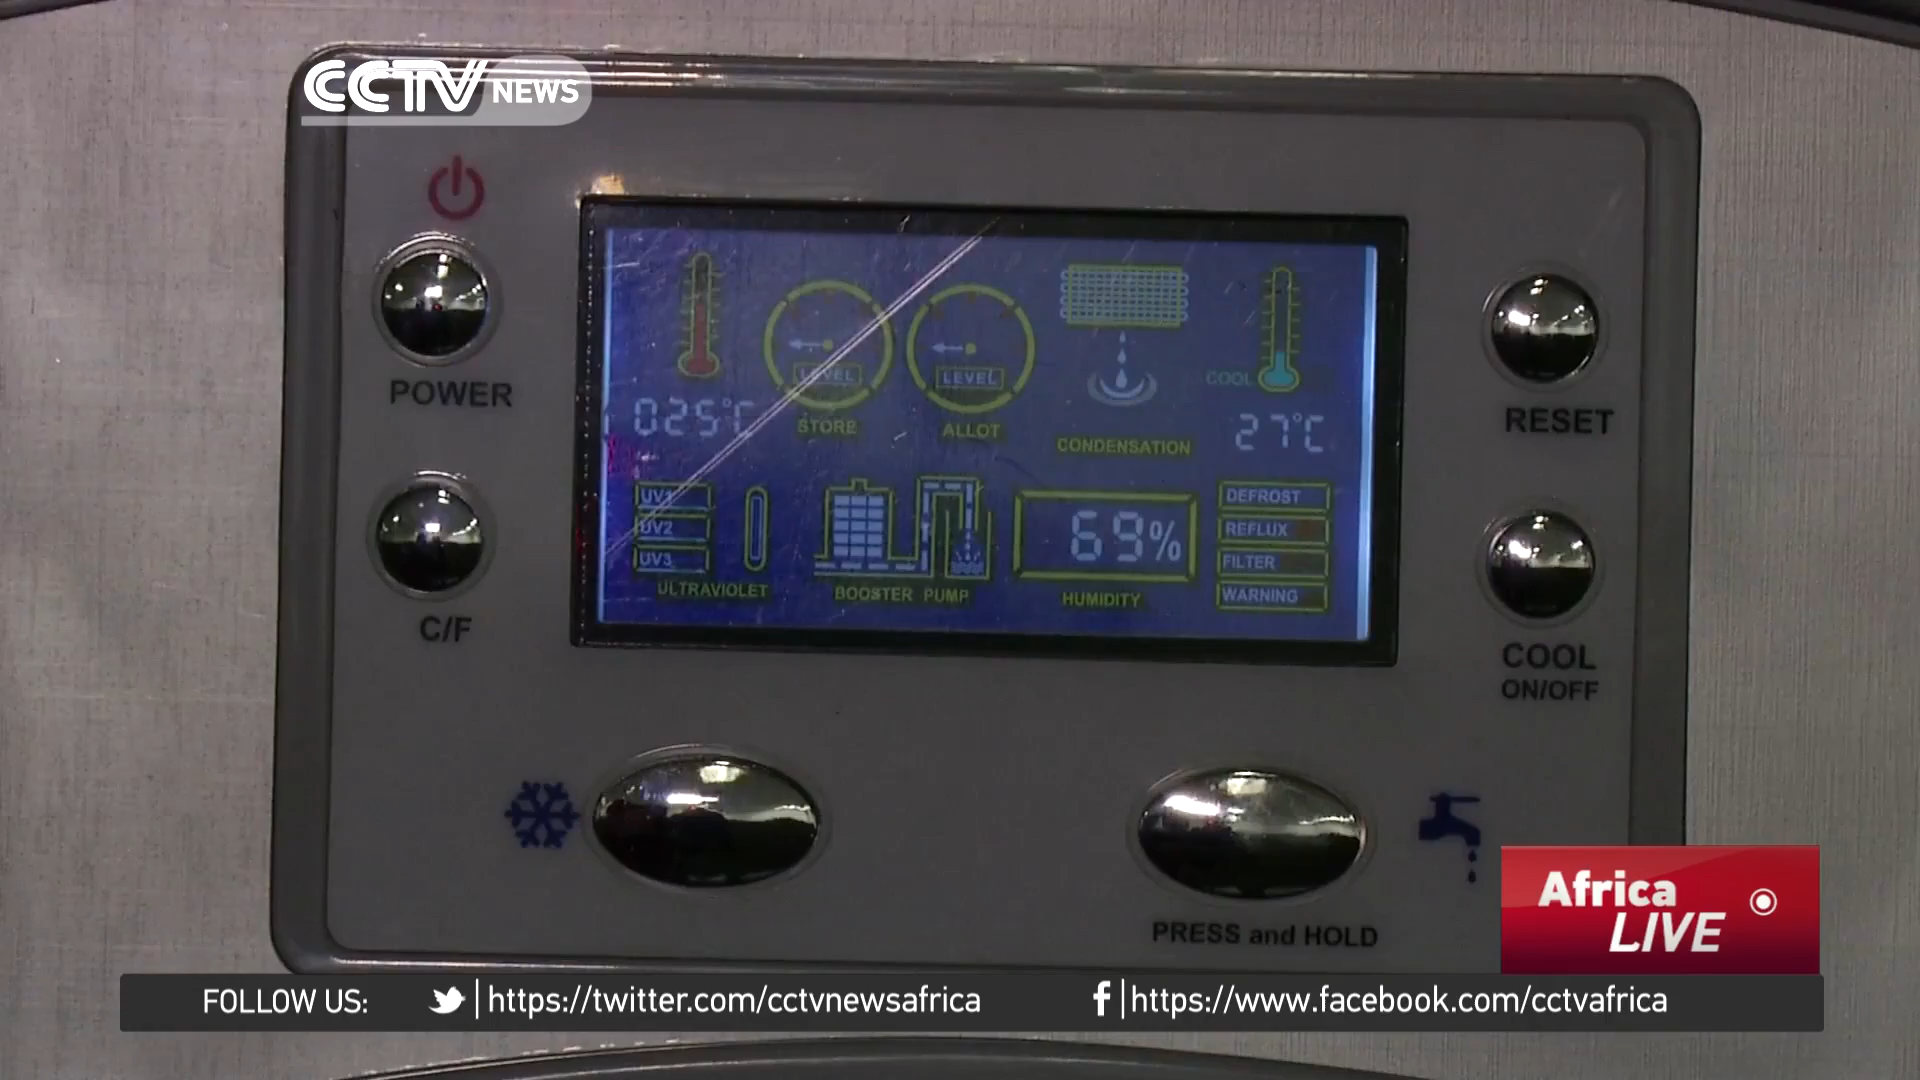 CCTV NEWS
POWER
C/F
LEVEL
LEVEL
COOL
025°C
STORE
ALLOT
CONDENSATION
27°C
UV1
UV2
UV3
ULTRAVIOLET
BOOSTER PUMP
69%
HUMIDITY
DEFROST
REFLUX
FILTER
WARNING
RESET
COOL
ON/OFF
PRESS and HOLD
Africa
LIVE
FOLLOW US: https://twitter.com/cctvnewsafrica f https://www.facebook.com/cctvafrica